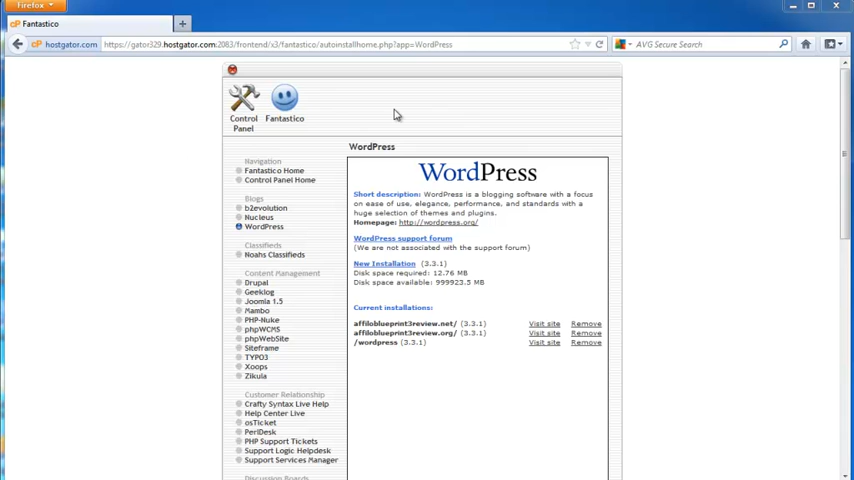 Firefox
Fantastico
hostgator.com
https://gator329.hostgator.com:2083/frontend/x3/fantastico/autoinstallhome.php?app=WordPress
AVG Secure Search
Control Panel
Fantastico
WordPress
Navigation
Fantastico Home
Control Panel Home
Blogs
b2evolution
Nucleus
WordPress
Classifieds
Noahs Classifieds
Content Management
Drupal
Geeklog
Joomla 1.5
Mambo
PHP-Nuke
phpWCMS
phpWebSite
Siteframe
TYPO3
Xoops
Zikula
Customer Relationship
Crafty Syntax Live Help
Help Center Live
osTicket
PerlDesk
PHP Support Tickets
Support Logic Helpdesk
Support Services Manager
Discussion Boards
WordPress
Short description: WordPress is a blogging software with a focus
on ease of use, elegance, performance, and standards with a
huge selection of themes and plugins.
Homepage: http://wordpress.org/
WordPress support forum
(We are not associated with the support forum)
New Installation (3.3.1)
Disk space required: 12.76 MB
Disk space available: 999923.5 MB
Current installations:
affiloblueprint3review.net/ (3.3.1) Visit site Remove
affiloblueprint3review.org/ (3.3.1) Visit site Remove
/wordpress (3.3.1) Visit site Remove